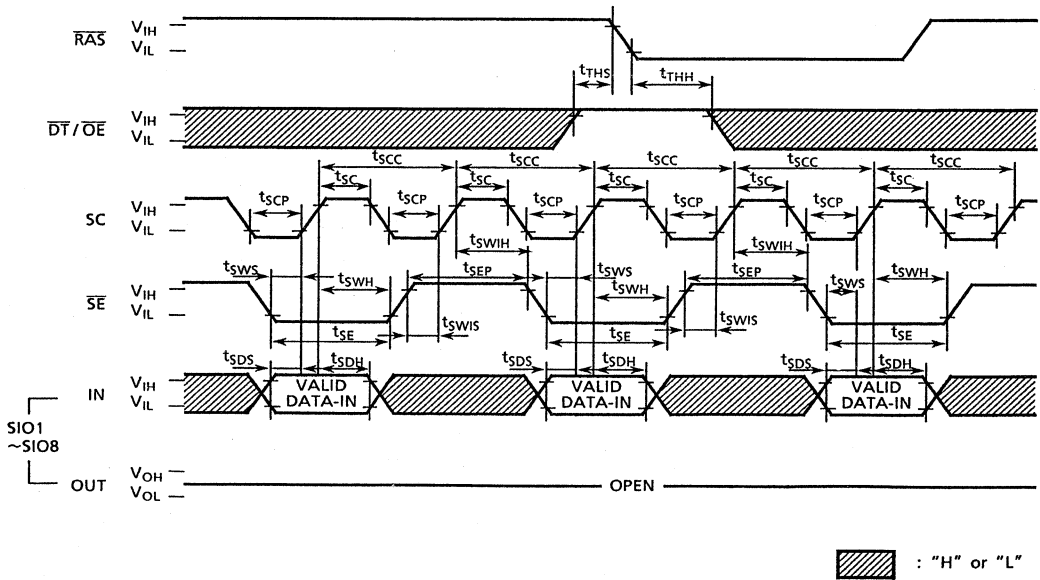 RAS VIH
VIL
tTHS tTHH
DT / OE VIH
VIL
tSCC tSCC tSCC tSCC tSCC
tSC tSC tSC tSC tSC
tSCP tSCP tSCP tSCP tSCP tSCP
SC VIH
VIL
tSWIH tSWIH
tSWS tSWH tSEP tSWS tSWH tSEP tSWS tSWH
SE VIH
VIL
tSE tSWIS tSE tSWIS tSE
tSDS tSDH tSDS tSDH tSDS tSDH
IN VIH
VIL
VALID DATA-IN
VALID DATA-IN
VALID DATA-IN
SIO1
~SIO8
OUT VOH
VOL
OPEN
: "H" or "L"